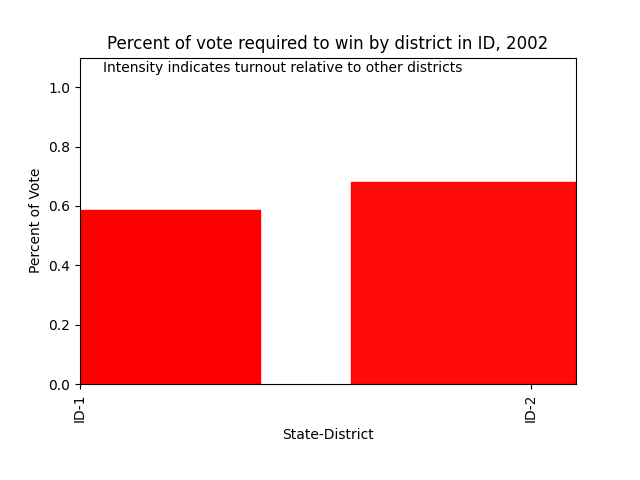 Percent of vote required to win by district in ID, 2002
Intensity indicates turnout relative to other districts
1.0
0.8
0.6
0.4
0.2
0.0
Percent of Vote
ID-1
ID-2
State-District